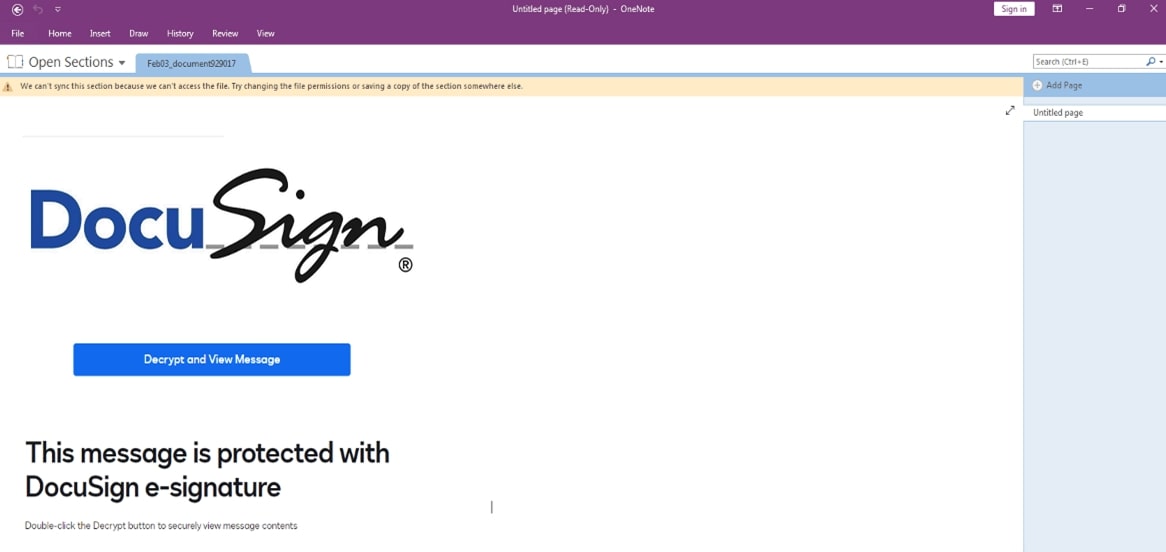 Untitled page (Read-Only) - OneNote
Sign in
File Home Insert Draw History Review View
Open Sections
Feb03_document929017
Search (Ctrl+E)
We can't sync this section because we can't access the file. Try changing the file permissions or saving a copy of the section somewhere else.
Add Page
Untitled page
DocuSign®
Decrypt and View Message
This message is protected with
DocuSign e-signature
Double-click the Decrypt button to securely view message contents